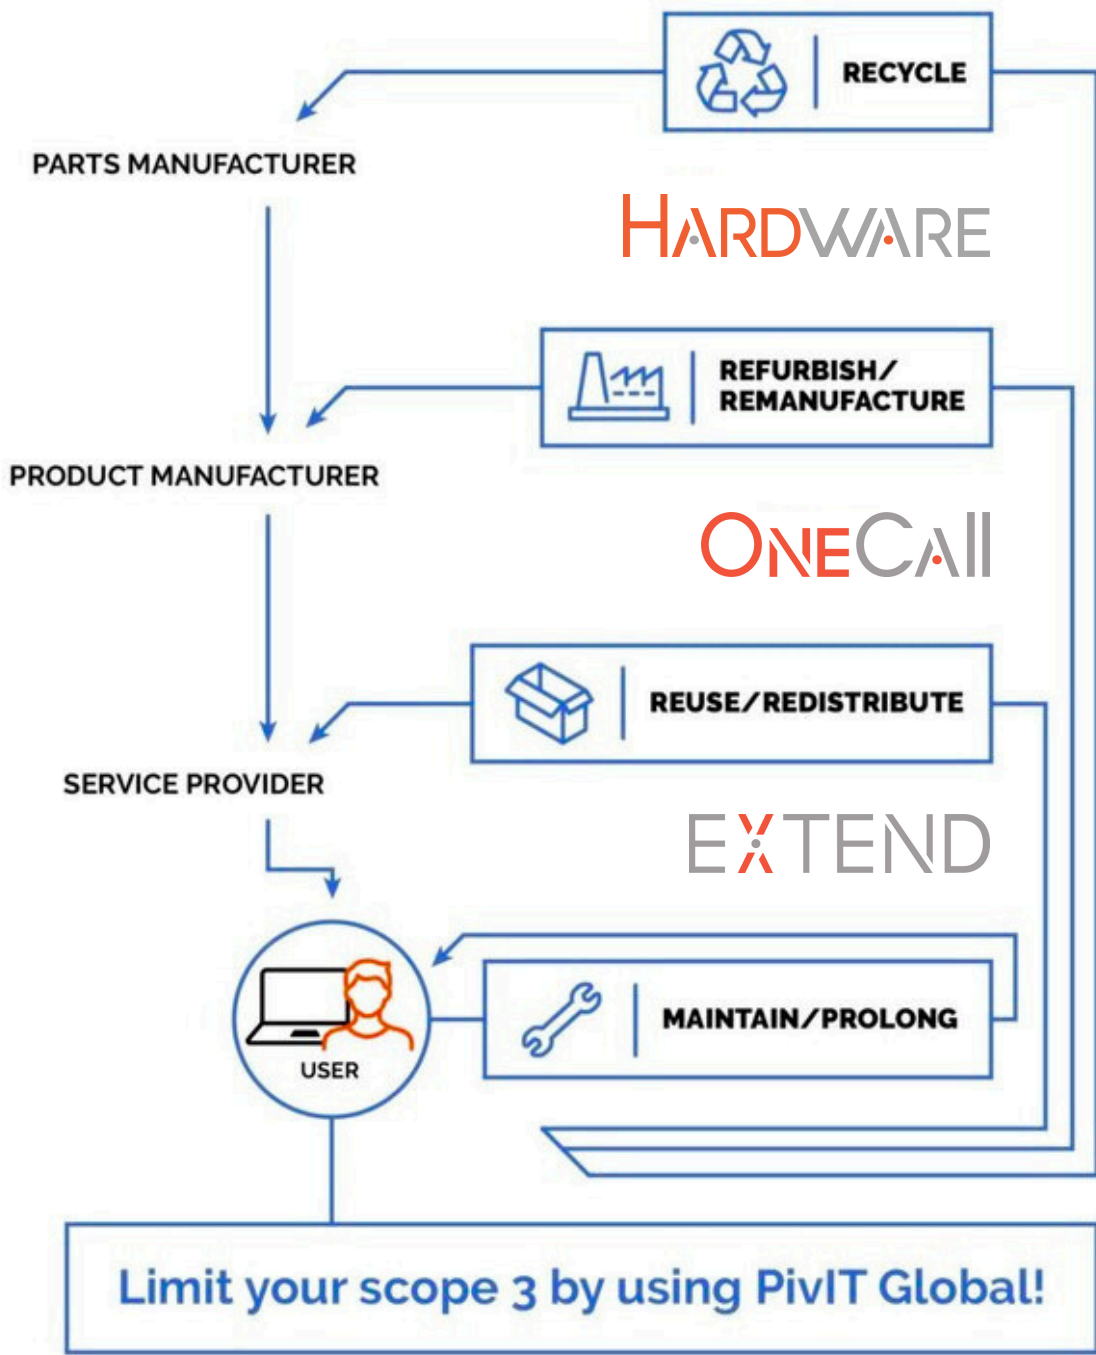 RECYCLE
PARTS MANUFACTURER
HARDWARE
REFURBISH/
REMANUFACTURE
PRODUCT MANUFACTURER
ONECALL
REUSE/REDISTRIBUTE
SERVICE PROVIDER
EXTEND
MAINTAIN/PROLONG
USER
Limit your scope 3 by using PivIT Global!